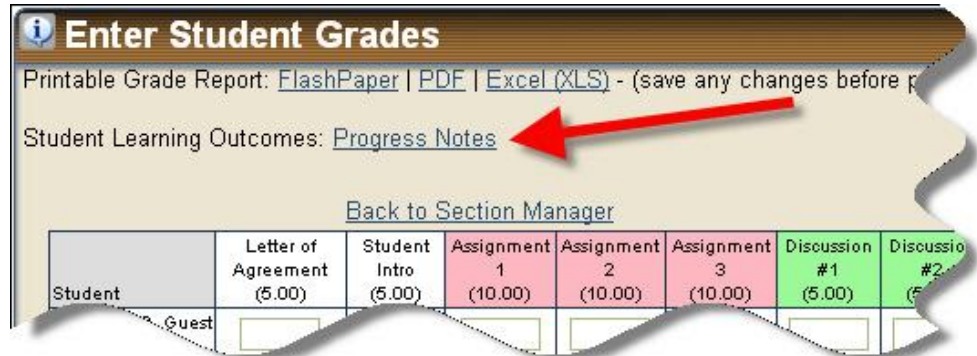 Enter Student Grades
Printable Grade Report: FlashPaper | PDF | Excel (XLS) - (save any changes before
Student Learning Outcomes: Progress Notes
Back to Section Manager
Student
Letter of
Agreement
(5.00)
Student
Intro
(5.00)
Assignment
1
(10.00)
Assignment
2
(10.00)
Assignment
3
(10.00)
Discussion
#1
(5.00)
#2
Guest